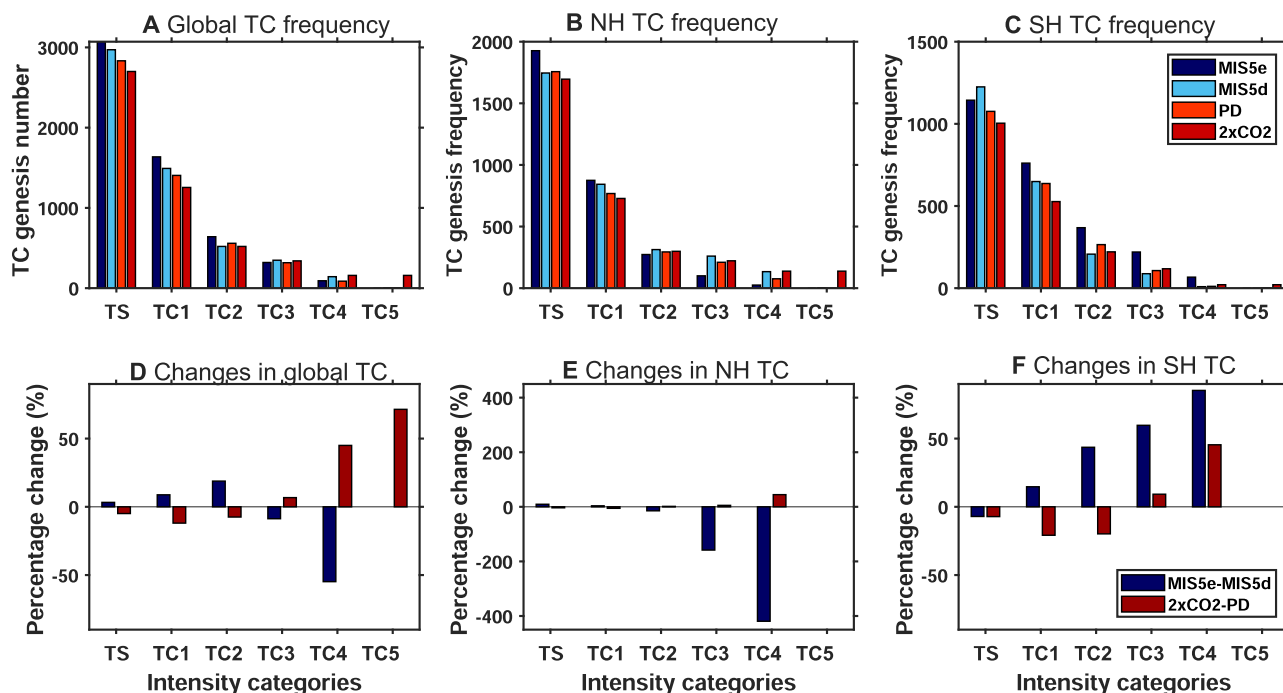 A Global TC frequency
TC genesis number
3000
2000
1000
0
TS TC1 TC2 TC3 TC4 TC5
B NH TC frequency
TC genesis frequency
2000
1500
1000
500
0
TS TC1 TC2 TC3 TC4 TC5
C SH TC frequency
TC genesis frequency
1500
1000
500
0
MIS5e
MIS5d
PD
2xCO2
TS TC1 TC2 TC3 TC4 TC5
D Changes in global TC
Percentage change (%)
50
0
-50
TS TC1 TC2 TC3 TC4 TC5
Intensity categories
E Changes in NH TC
Percentage change (%)
400
200
0
-200
-400
TS TC1 TC2 TC3 TC4 TC5
Intensity categories
F Changes in SH TC
Percentage change (%)
50
0
-50
MIS5e-MIS5d
2xCO2-PD
TS TC1 TC2 TC3 TC4 TC5
Intensity categories